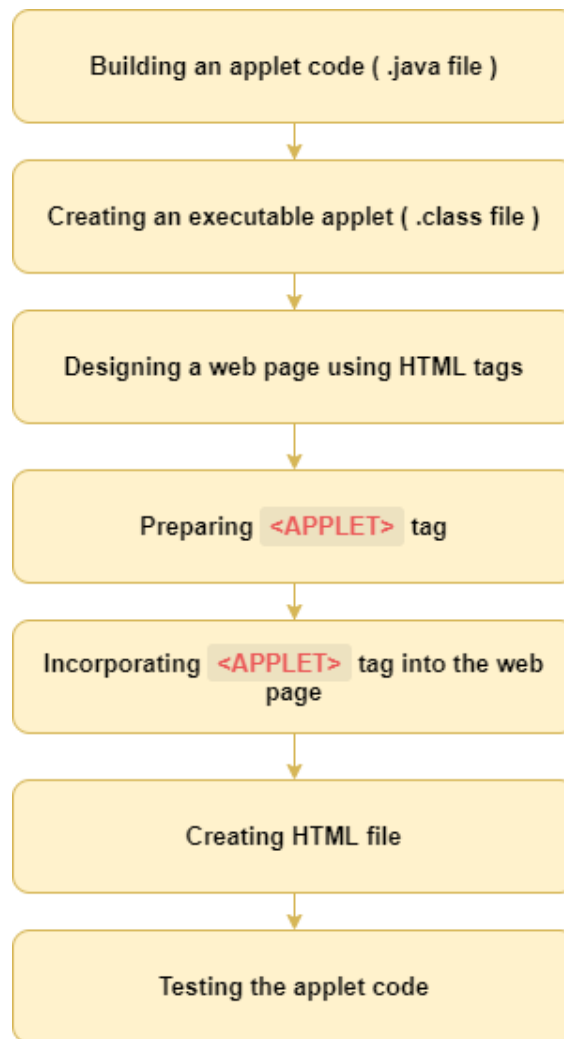 Building an applet code ( .java file )
Creating an executable applet ( .class file )
Designing a web page using HTML tags
Preparing <APPLET> tag
Incorporating <APPLET> tag into the web
page
Creating HTML file
Testing the applet code